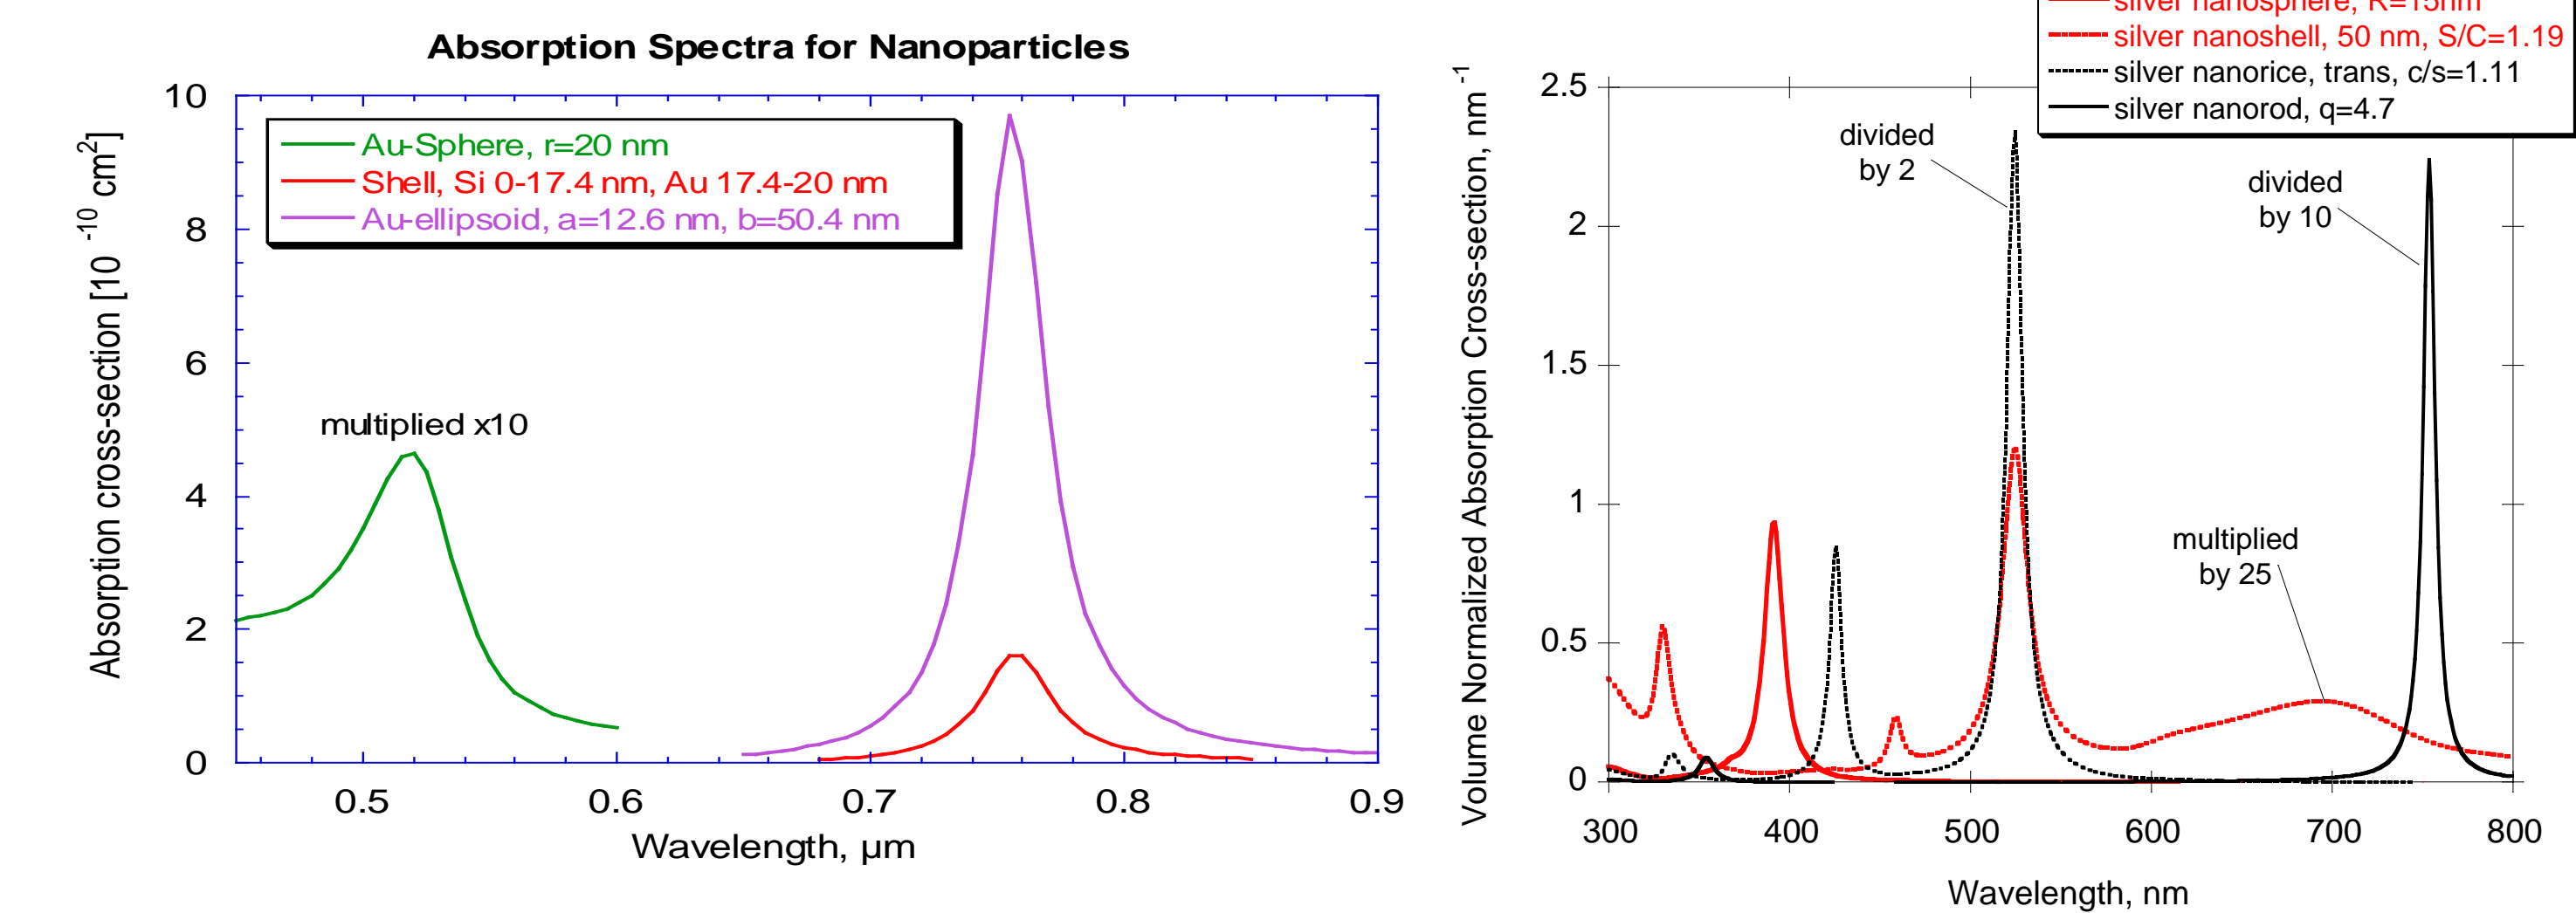 Absorption Spectra for Nanoparticles
Absorption cross-section [10 -10 cm2]
10
8
6
4
2
0
Au-Sphere, r=20 nm
Shell, Si 0-17.4 nm, Au 17.4-20 nm
Au-ellipsoid, a=12.6 nm, b=50.4 nm
multiplied x10
0.5 0.6 0.7 0.8 0.9
Wavelength, µm
silver nanosphere, R=15nm
silver nanoshell, 50 nm, S/C=1.19
silver nanorice, trans, c/s=1.11
silver nanorod, q=4.7
Volume Normalized Absorption Cross-section, nm-1
2.5
2
1.5
1
0.5
0
divided
by 2
divided
by 10
multiplied
by 25
300 400 500 600 700 800
Wavelength, nm